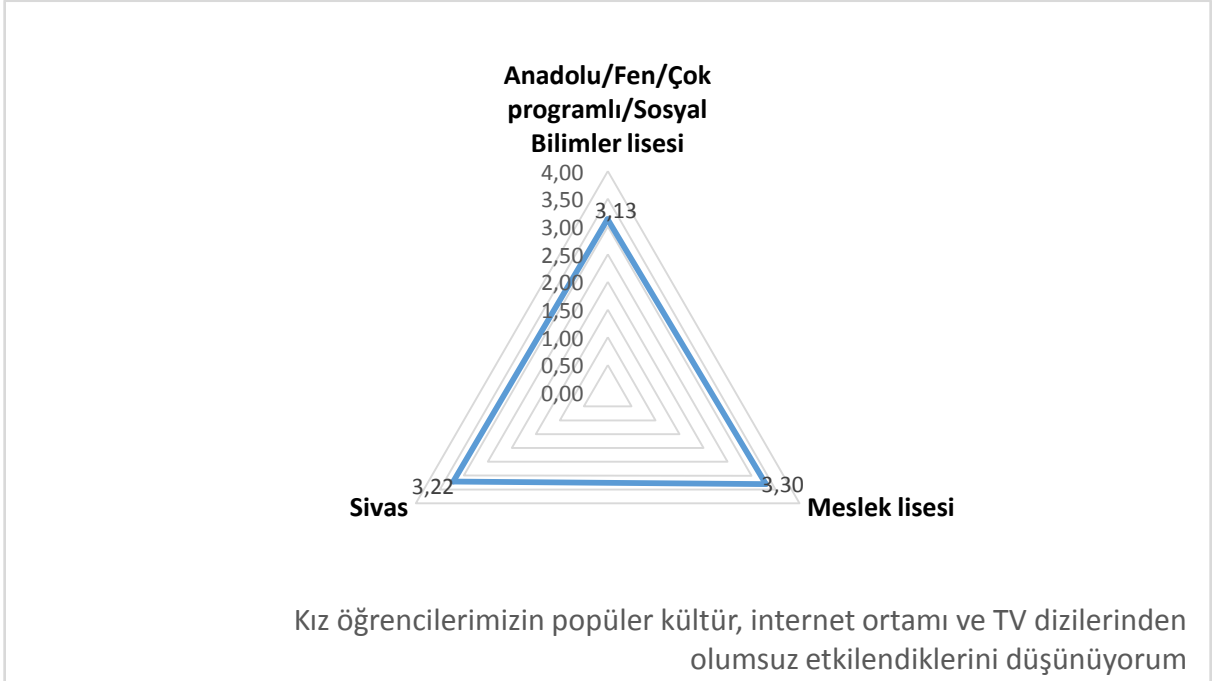 Anadolu/Fen/Çok
programlı/Sosyal
Bilimler lisesi
4,00
3,50
3,13
3,00
2,50
2,00
1,50
1,00
0,50
0,00
3,22
3,30
Sivas
Meslek lisesi
Kız öğrencilerimizin popüler kültür, internet ortamı ve TV dizilerinden
olumsuz etkilendiklerini düşünüyorum